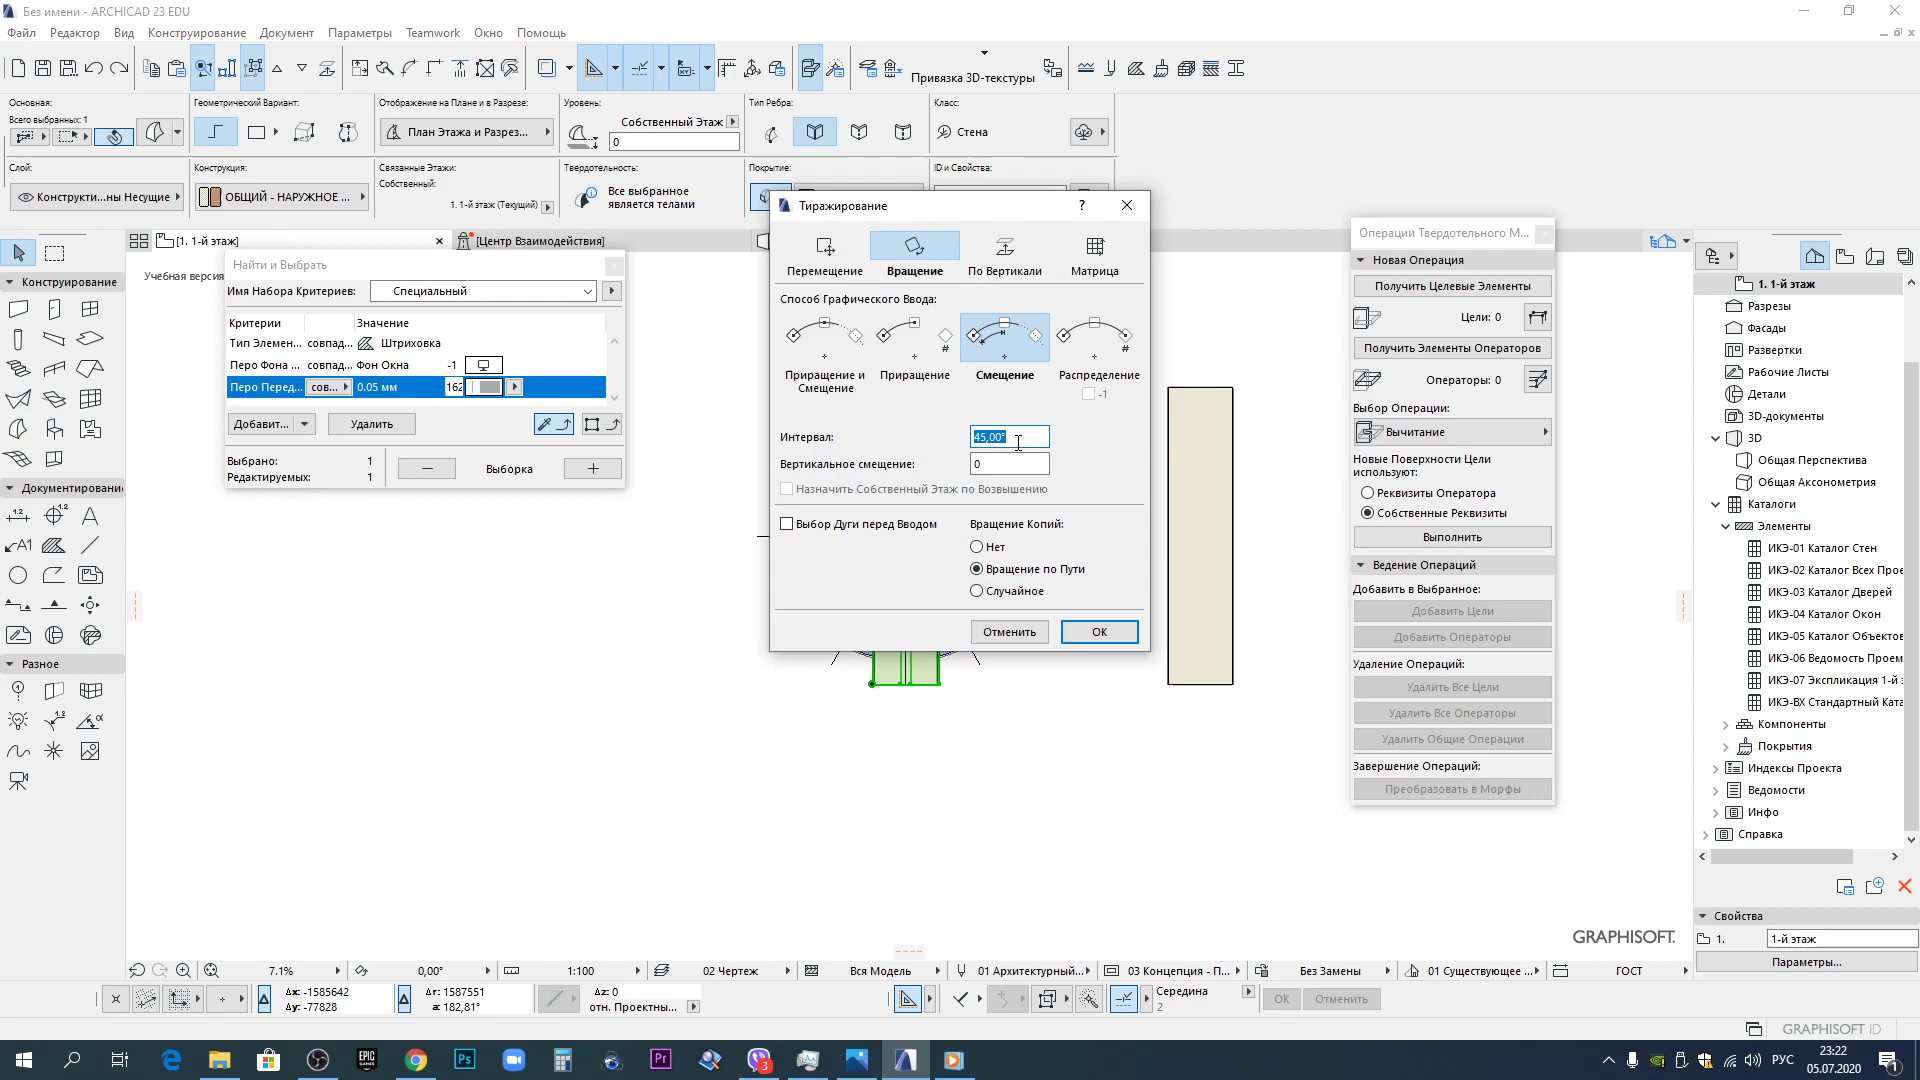 Без имени - ARCHICAD 23 EDU
Файл Редактор Вид Конструирование Документ Параметры Teamwork Окно Помощь
Привязка 3D-текстуры
Основная:
Всего выбранных: 1
Геометрический Вариант:
Отображение на Плане и в Разрезе:
План Этажа и Разрез...
Уровень:
Собственный Этаж
0
Тип Ребра:
Класс:
Стена
Слой:
Конструкти...ны Несущие
Конструкция:
ОБЩИЙ - НАРУЖНОЕ ...
Связанные Этажи:
Собственный:
1. 1-й этаж (Текущий)
Твердотельность:
Все выбранное
является телами
Покрытие:
ID и Свойства:
[1. 1-й этаж]
[Центр Взаимодействия]
Учебная версия
Конструирование
Документировани
1.2
1.2
A1
Разное
1.2
Найти и Выбрать
Имя Набора Критериев: Специальный
Критерии Значение
Тип Элемен... совпад... Штриховка
Перо Фона ... совпад... Фон Окна -1
Перо Перед... сов... 0.05 мм 162
Добавит... Удалить
Выбрано: 1
Редактируемых: 1
Выборка
Тиражирование
Перемещение Вращение По Вертикали Матрица
Способ Графического Ввода:
Приращение и
Смещение
Приращение
Смещение
Распределение
-1
Интервал: 45,00°
Вертикальное смещение: 0
Назначить Собственный Этаж по Возвышению
Выбор Дуги перед Вводом
Вращение Копий:
Нет
Вращение по Пути
Случайное
Отменить OK
Операции Твердотельного М...
Новая Операция
Получить Целевые Элементы
Цели: 0
Получить Элементы Операторов
Операторы: 0
Выбор Операции:
Вычитание
Новые Поверхности Цели
используют:
Реквизиты Оператора
Собственные Реквизиты
Выполнить
Ведение Операций
Добавить в Выбранное:
Добавить Цели
Добавить Операторы
Удаление Операций:
Удалить Все Цели
Удалить Все Операторы
Удалить Общие Операции
Завершение Операций:
Преобразовать в Морфы
1. 1-й этаж
Разрезы
Фасады
Развертки
Рабочие Листы
Детали
3D-документы
3D
Общая Перспектива
Общая Аксонометрия
Каталоги
Элементы
ИКЭ-01 Каталог Стен
ИКЭ-02 Каталог Всех Прое
ИКЭ-03 Каталог Дверей
ИКЭ-04 Каталог Окон
ИКЭ-05 Каталог Объектов
ИКЭ-06 Ведомость Проем
ИКЭ-07 Экспликация 1-й э
ИКЭ-ВХ Стандартный Ката
Компоненты
Покрытия
Индексы Проекта
Ведомости
Инфо
Справка
Свойства
1. 1-й этаж
Параметры...
GRAPHISOFT.
7.1% 0,00° 1:100 02 Чертеж Вся Модель 01 Архитектурный... 03 Концепция - П... Без Замены 01 Существующее ... ГОСТ
Δx: -1585642
Δy: -77828
Δr: 1587551
a: 182,81°
Δz: 0
отн. Проектны...
Середина
2
OK Отменить
GRAPHISOFT ID
EPIC GAMES
Ps
Pr
3
РУС
23:22
05.07.2020
1